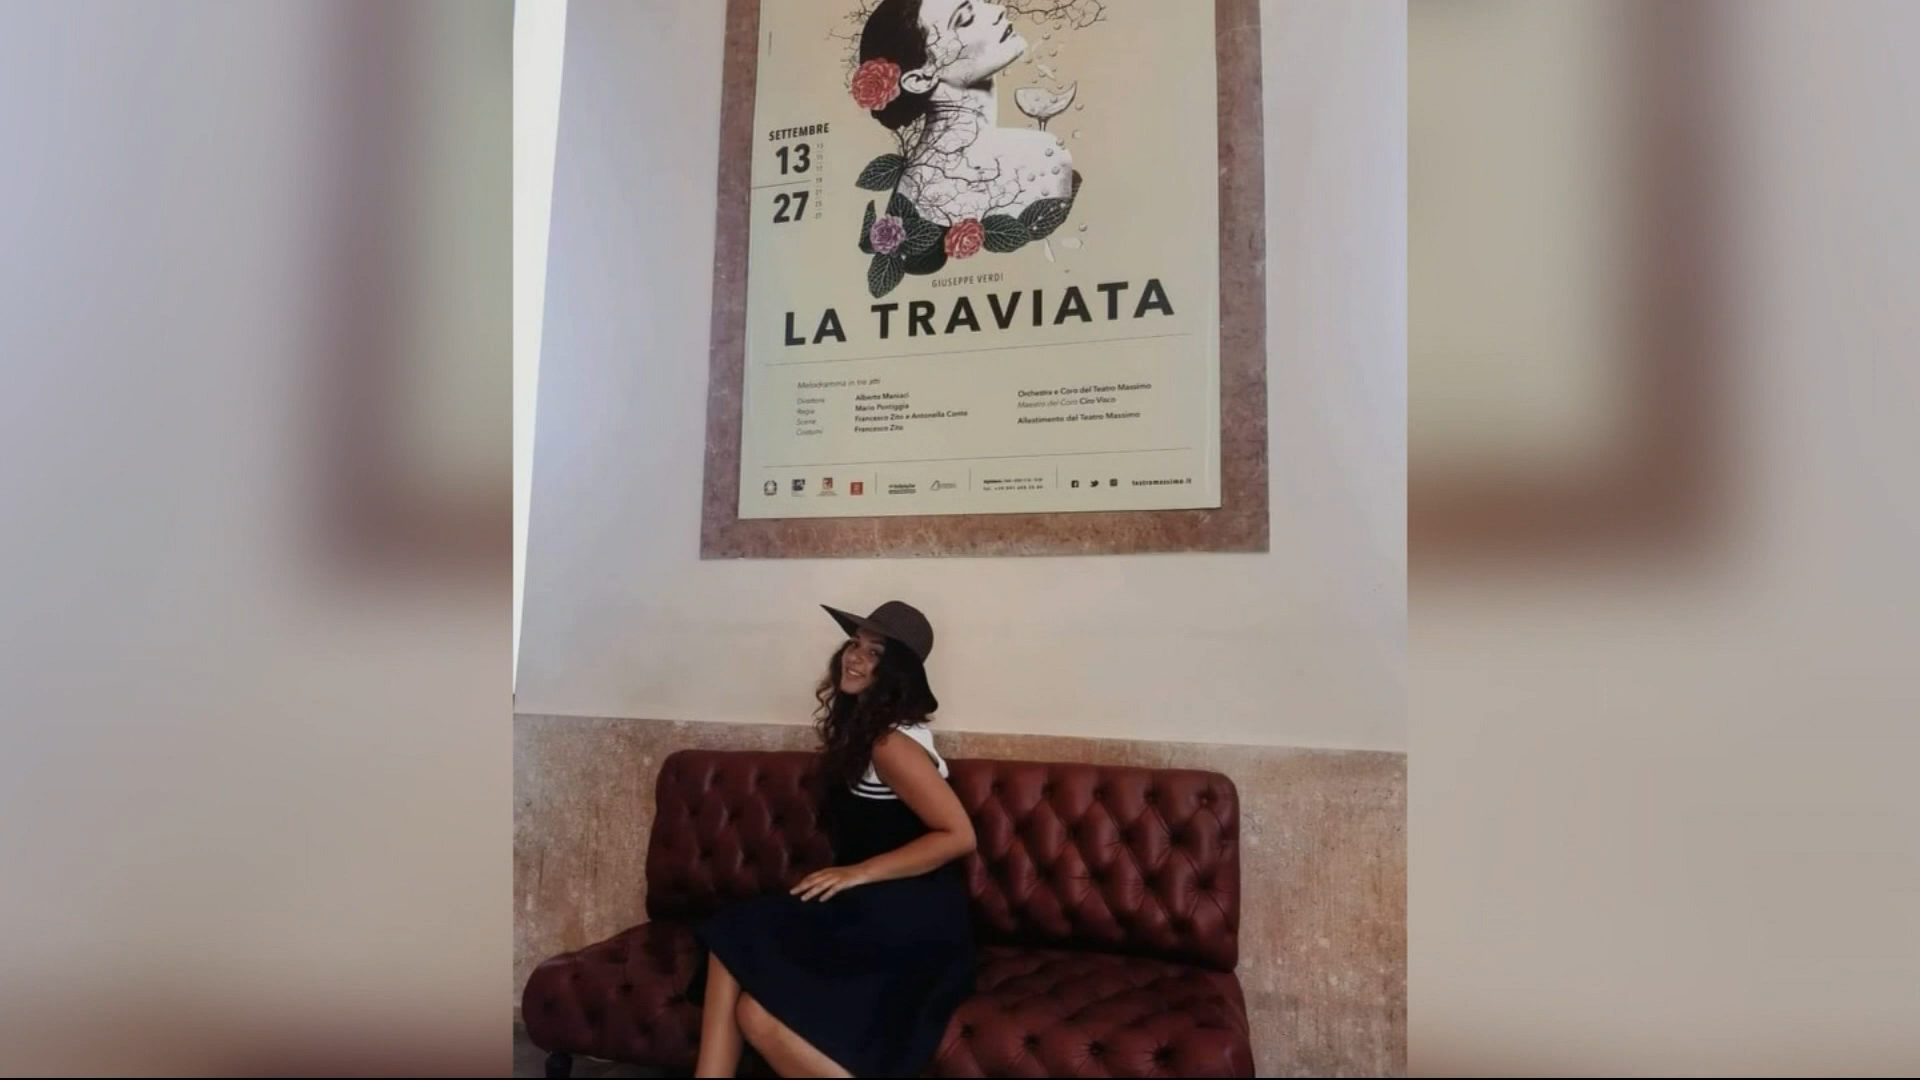 SETTEMBRE
13
27
GIUSEPPE VERDI
LA TRAVIATA
Melodramma in tre atti
Direttore Alberto Maniaci
Regia Mario Pontiggia
Scene Francesco Zito e Antonella Conte
Costumi Francesco Zito
Orchestra e Coro del Teatro Massimo
Maestro del Coro Ciro Visco
Allestimento del Teatro Massimo
teatromassimo.it